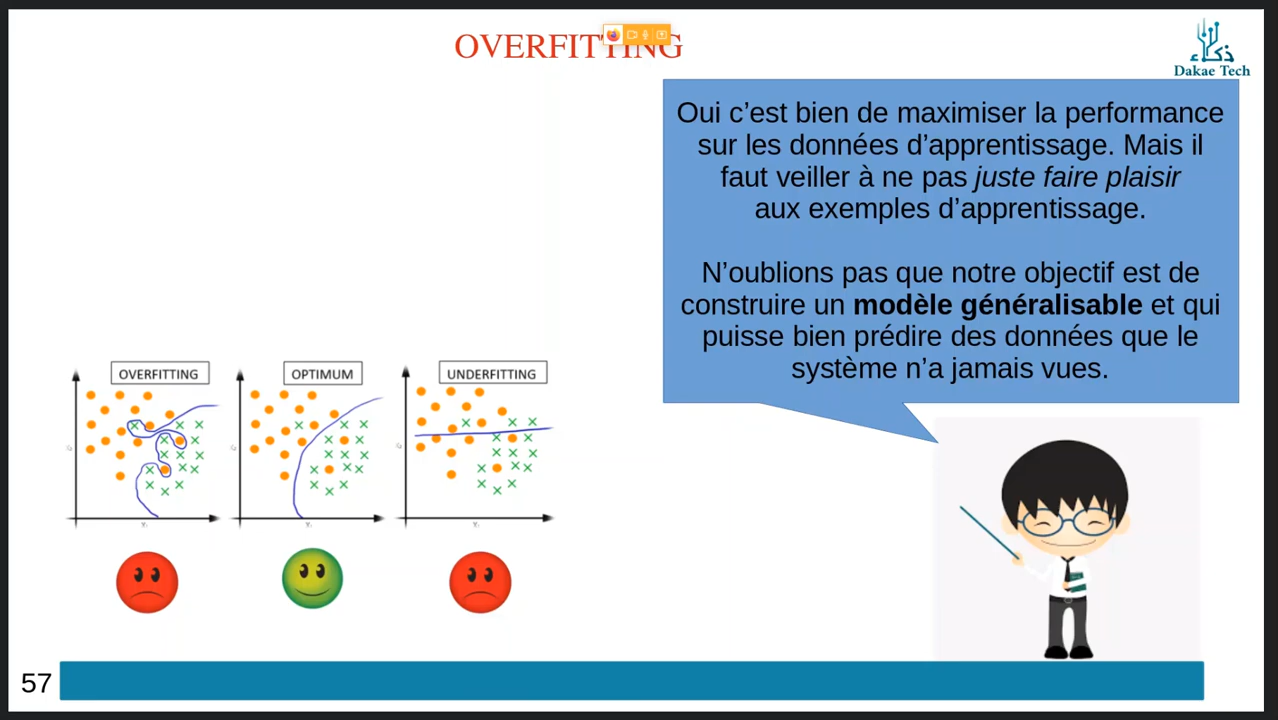 OVERFITTING
ذكاء
Dakae Tech
Oui c’est bien de maximiser la performance
sur les données d’apprentissage. Mais il
faut veiller à ne pas juste faire plaisir
aux exemples d’apprentissage.
N’oublions pas que notre objectif est de
construire un modèle généralisable et qui
puisse bien prédire des données que le
système n’a jamais vues.
OVERFITTING
OPTIMUM
UNDERFITTING
57